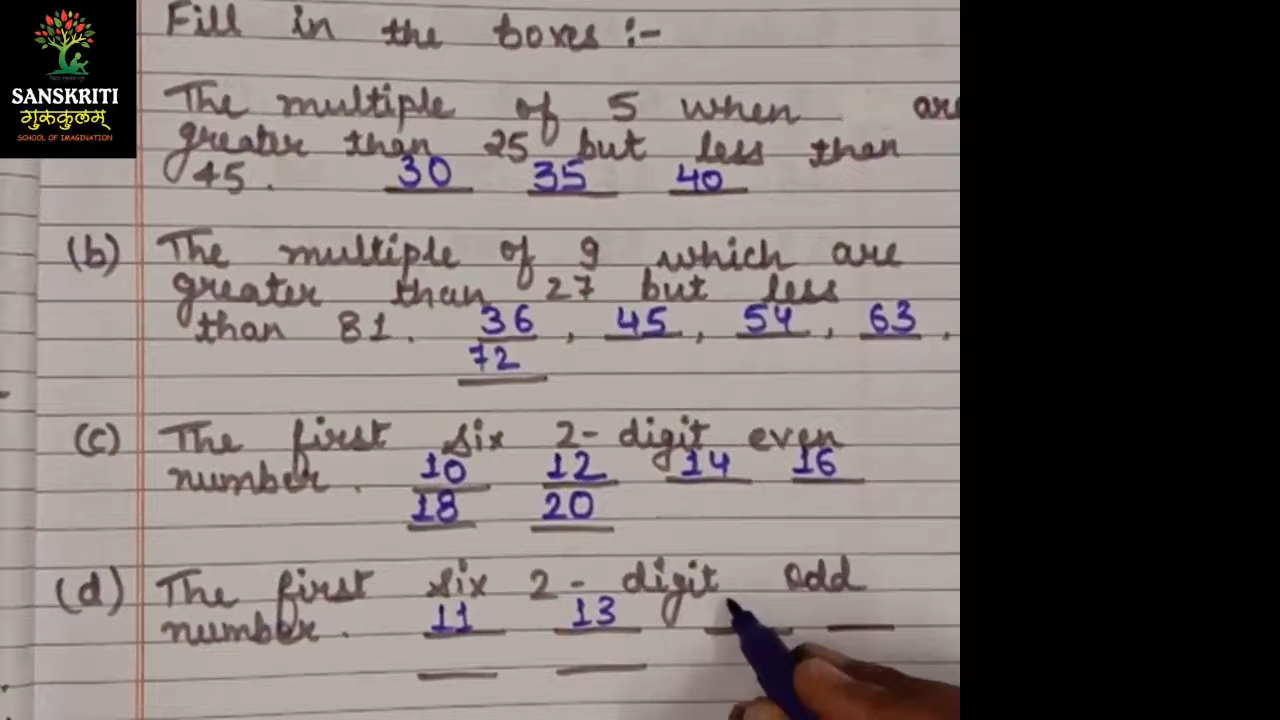 SANSKRITI
गुरुकुलम्
SCHOOL OF IMAGINATION
Fill in the boxes :-
The multiple of 5 when are
greater than 25 but less than
45. 30 35 40
(b) The multiple of 9 which are
greater than 27 but less
than 81. 36, 45, 54, 63,
72
(c) The first six 2-digit even
number. 10 12 14 16
18 20
(d) The first six 2-digit odd
number. 11 13